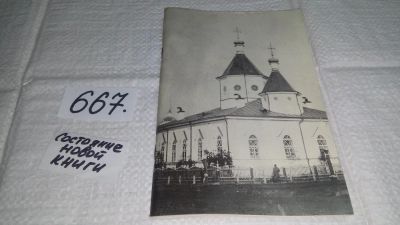 667.
состояние
новой
книги